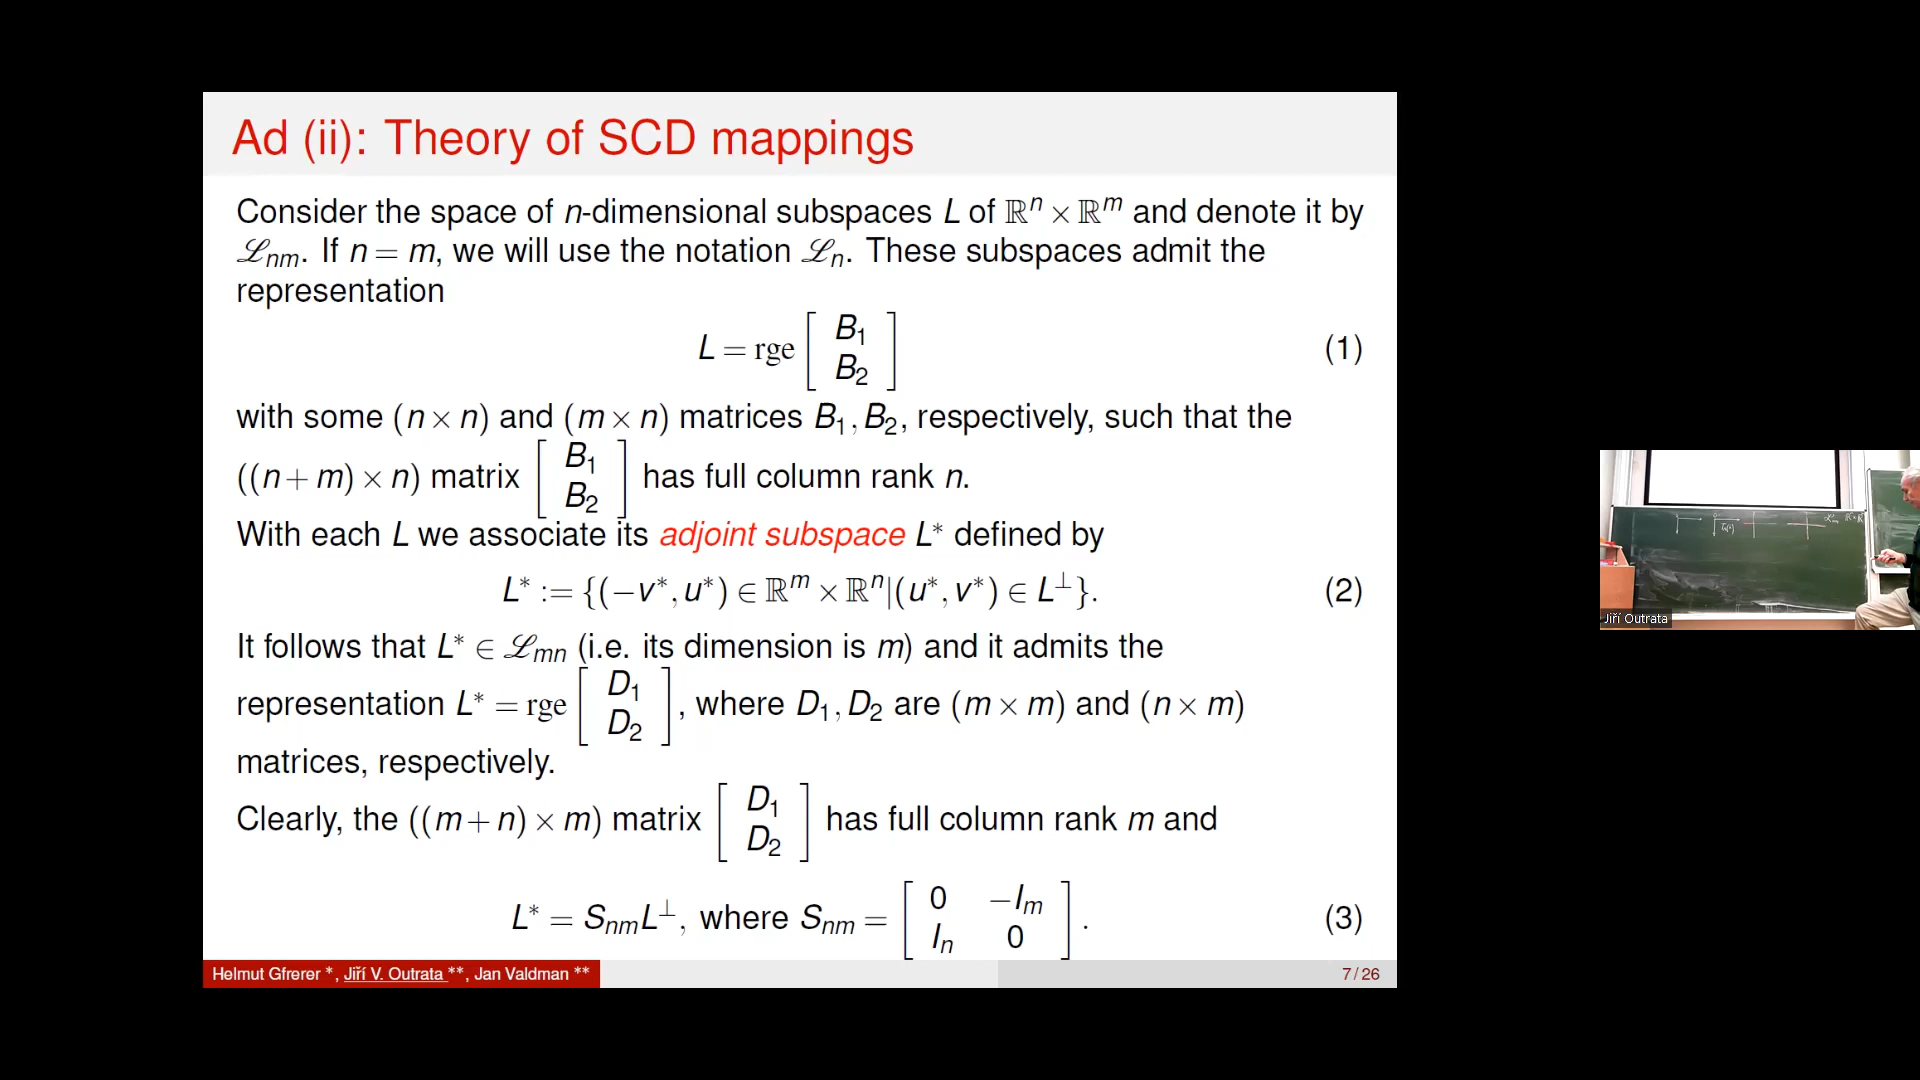 Ad (ii): Theory of SCD mappings
Consider the space of n-dimensional subspaces L of ℝⁿ × ℝᵐ and denote it by
ℒₙₘ. If n = m, we will use the notation ℒₙ. These subspaces admit the
representation
L = rge [ B₁ B₂ ] (1)
with some (n × n) and (m × n) matrices B₁, B₂, respectively, such that the
((n + m) × n) matrix [ B₁ B₂ ] has full column rank n.
With each L we associate its adjoint subspace L* defined by
L* := {(−v*, u*) ∈ ℝᵐ × ℝⁿ | (u*, v*) ∈ L^⊥}. (2)
It follows that L* ∈ ℒₘₙ (i.e. its dimension is m) and it admits the
representation L* = rge [ D₁ D₂ ], where D₁, D₂ are (m × m) and (n × m)
matrices, respectively.
Clearly, the ((m + n) × m) matrix [ D₁ D₂ ] has full column rank m and
L* = SₙₘL^⊥, where Sₙₘ = [ 0 −Iₘ Iₙ 0 ]. (3)
Helmut Gfrerer *, Jiří V. Outrata **, Jan Valdman **
7 / 26
Jiří Outrata